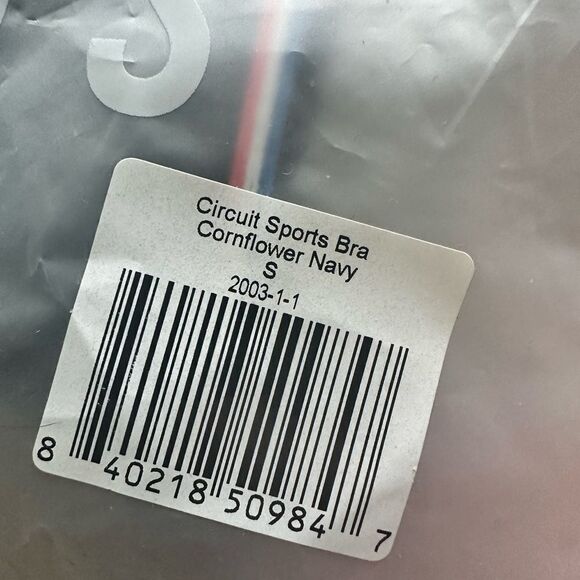 Circuit Sports Bra
Cornflower Navy
S
2003-1-1
8 40218 50984 7